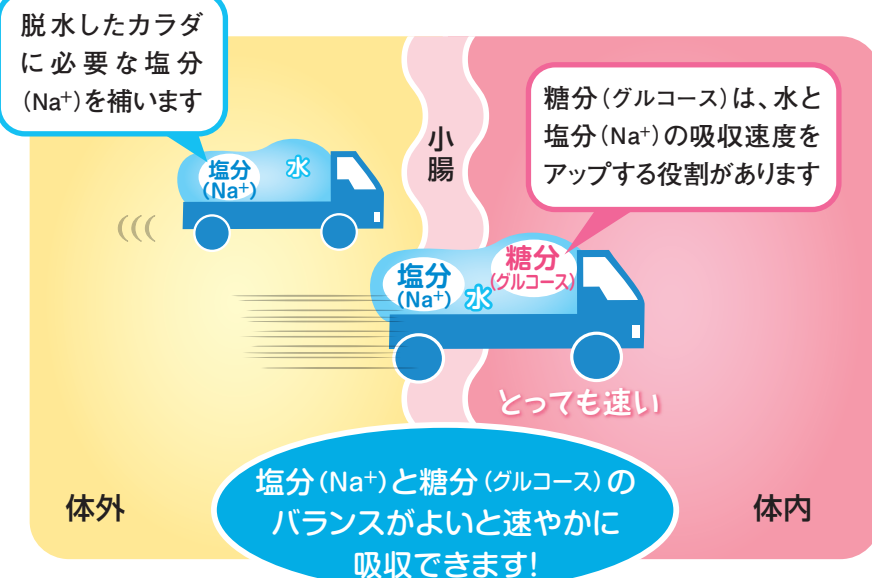 脱水したカラダ
に必要な塩分
(Na⁺)を補います
塩分
(Na⁺)
水
小腸
糖分(グルコース)は、水と
塩分(Na⁺)の吸収速度を
アップする役割があります
塩分
(Na⁺)
水
糖分
(グルコース)
とっても速い
体外
塩分(Na⁺)と糖分(グルコース)の
バランスがよいと速やかに
吸収できます!
体内